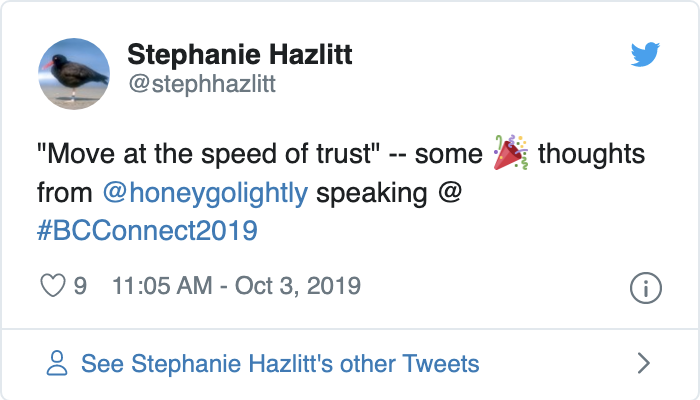 Stephanie Hazlitt
@stephhazlitt
"Move at the speed of trust" -- some 🎉 thoughts
from @honeygolightly speaking @
#BCConnect2019
9 11:05 AM - Oct 3, 2019
See Stephanie Hazlitt's other Tweets